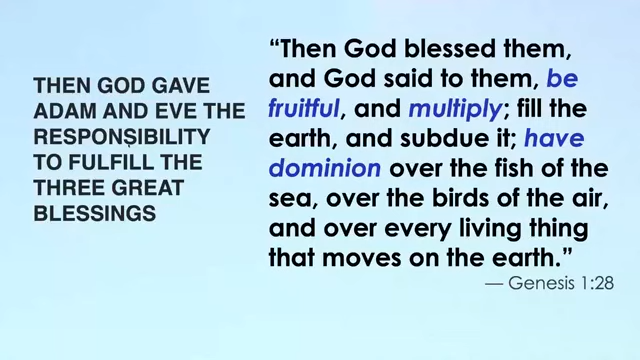 THEN GOD GAVE
ADAM AND EVE THE
RESPONSIBILITY
TO FULFILL THE
THREE GREAT
BLESSINGS
“Then God blessed them,
and God said to them, be
fruitful, and multiply; fill the
earth, and subdue it; have
dominion over the fish of the
sea, over the birds of the air,
and over every living thing
that moves on the earth.”
— Genesis 1:28